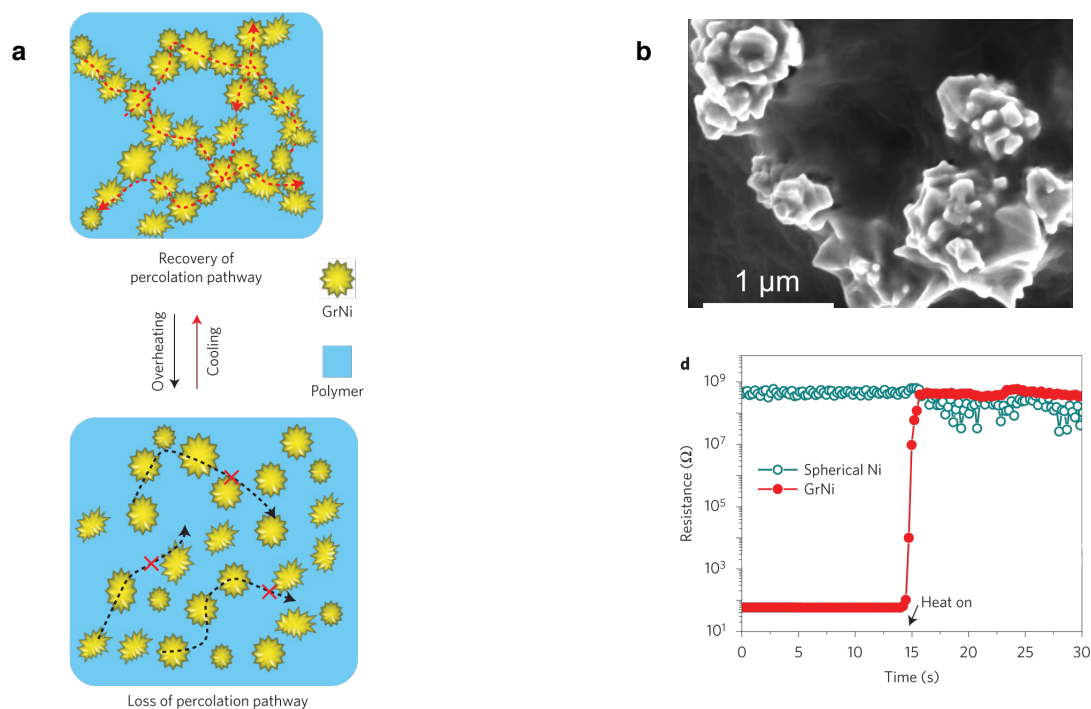 a
Recovery of
percolation pathway
Overheating
Cooling
GrNi
Polymer
Loss of percolation pathway
b
1 µm
d
10⁹
10⁷
10⁵
10³
10¹
Resistance (Ω)
Spherical Ni
GrNi
Heat on
0
5
10
15
20
25
30
Time (s)